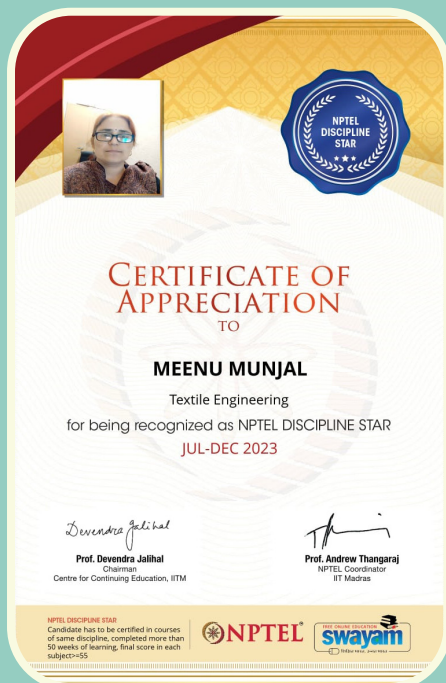 NPTEL
DISCIPLINE
STAR
CERTIFICATE OF
APPRECIATION
TO
MEENU MUNJAL
Textile Engineering
for being recognized as NPTEL DISCIPLINE STAR
JUL-DEC 2023
Devendra Jalihal
Prof. Devendra Jalihal
Chairman
Centre for Continuing Education, IITM
Prof. Andrew Thangaraj
NPTEL Coordinator
IIT Madras
NPTEL DISCIPLINE STAR
Candidate has to be certified in courses
of same discipline, completed more than
50 weeks of learning, final score in each
subject>=55
NPTEL
FREE ONLINE EDUCATION
swayam